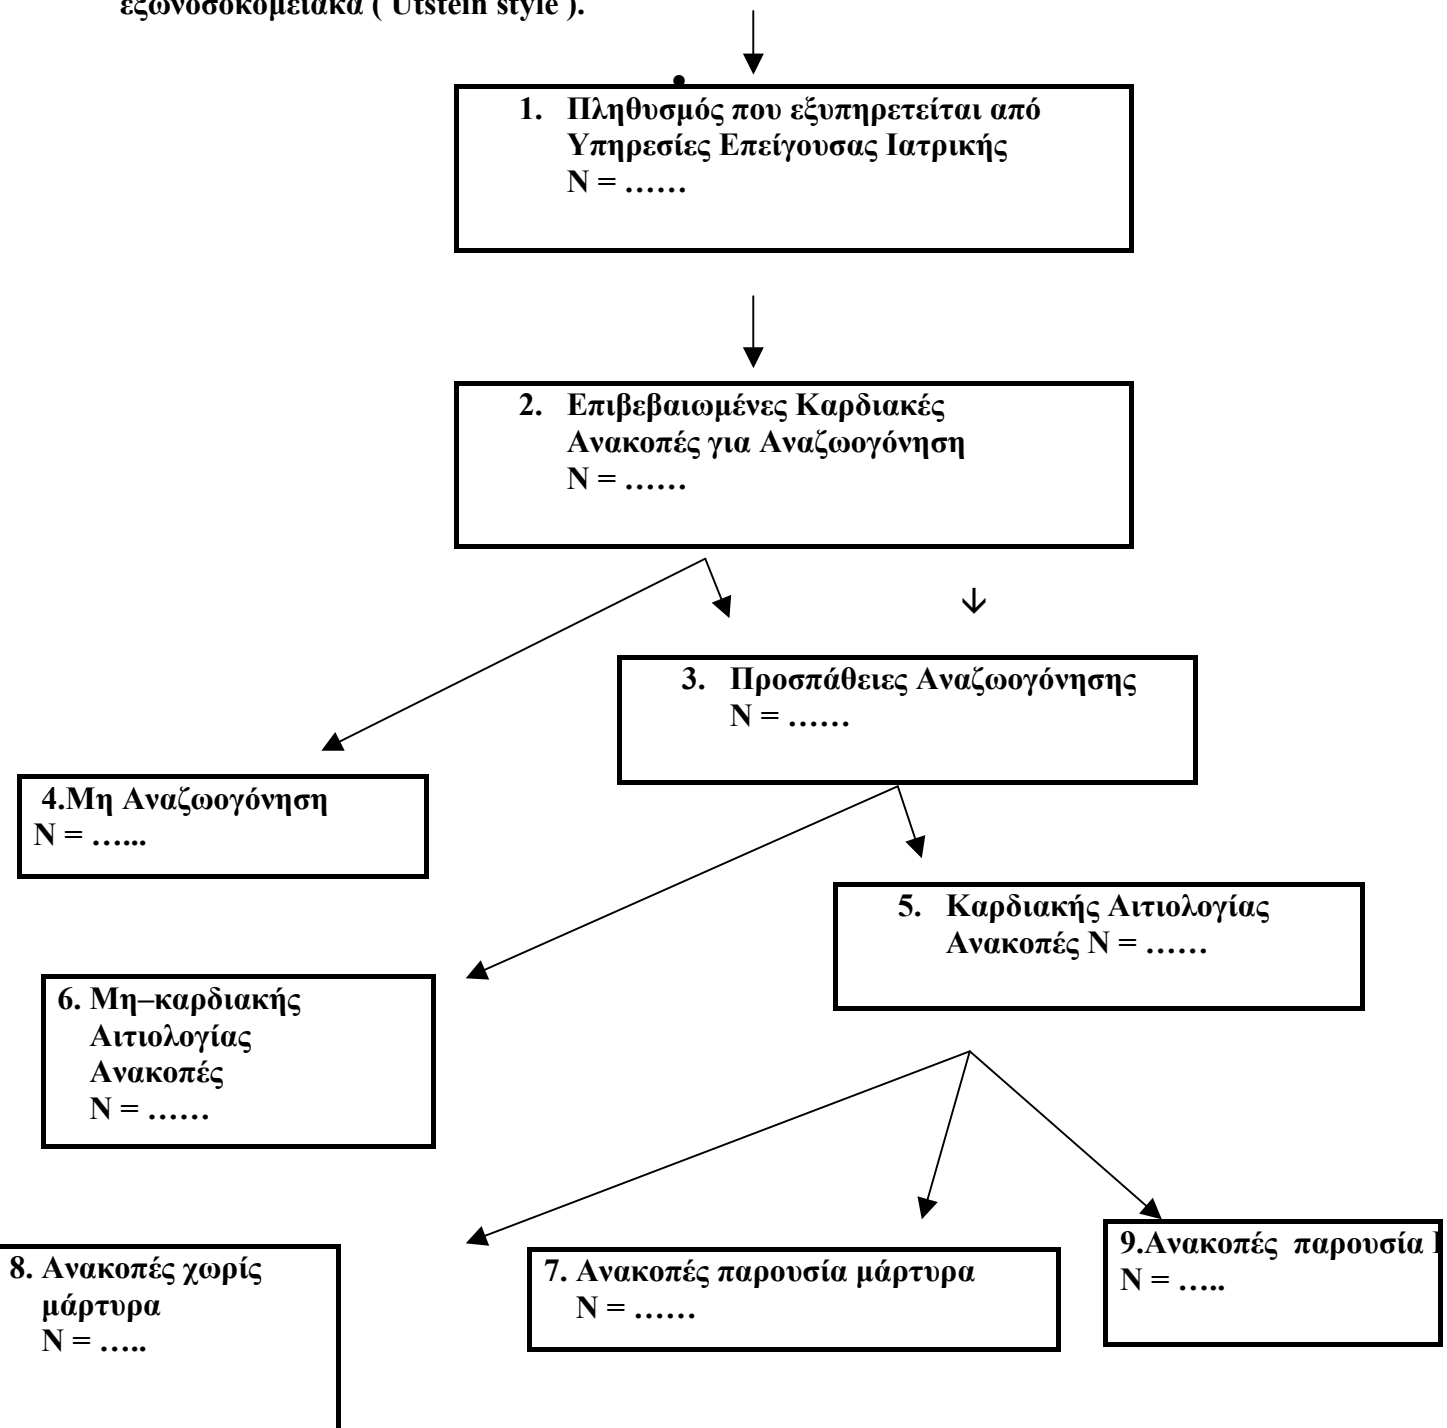 εξωνοσοκομειακά ( Utstein style ).
1. Πληθυσμός που εξυπηρετείται από
Υπηρεσίες Επείγουσας Ιατρικής
N = ……
2. Επιβεβαιωμένες Καρδιακές
Ανακοπές για Αναζωογόνηση
N = ……
3. Προσπάθειες Αναζωογόνησης
N = ……
4.Μη Αναζωογόνηση
N = …...
5. Καρδιακής Αιτιολογίας
Ανακοπές N = ……
6. Μη–καρδιακής
Αιτιολογίας
Ανακοπές
N = ……
8. Ανακοπές χωρίς
μάρτυρα
N = …..
7. Ανακοπές παρουσία μάρτυρα
N = ……
9.Ανακοπές παρουσία
N = …..